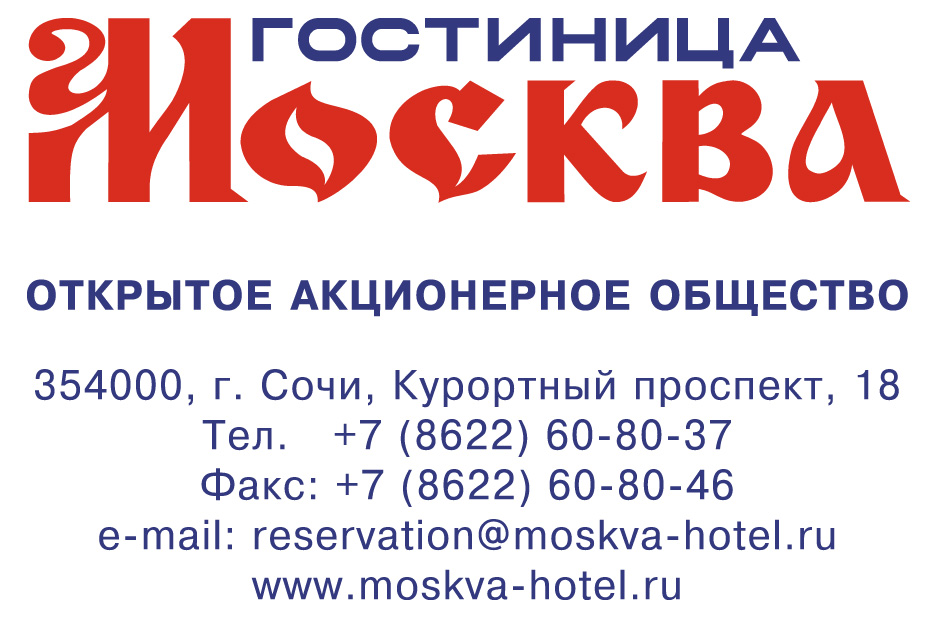 ГОСТИНИЦА
МОСКВА
ОТКРЫТОЕ АКЦИОНЕРНОЕ ОБЩЕСТВО
354000, г. Сочи, Курортный проспект, 18
Тел. +7 (8622) 60-80-37
Факс: +7 (8622) 60-80-46
e-mail: reservation@moskva-hotel.ru
www.moskva-hotel.ru